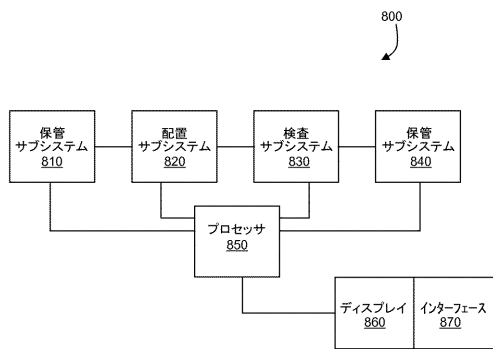 800
保管
サブシステム
810
配置
サブシステム
820
検査
サブシステム
830
保管
サブシステム
840
プロセッサ
850
ディスプレイ
860
インターフェース
870